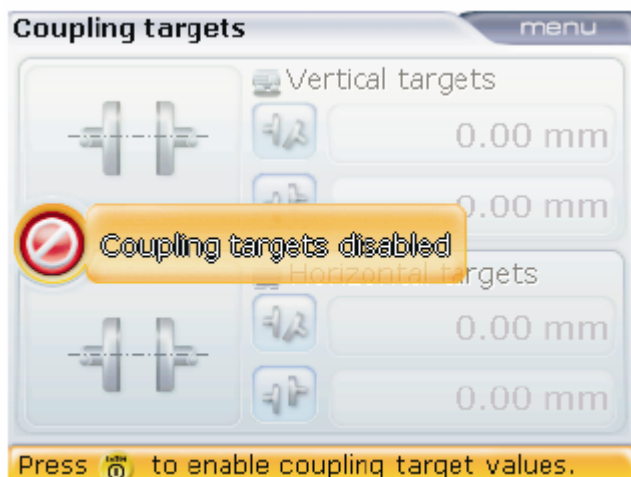 Coupling targets
menu
Vertical targets
0.00 mm
0.00 mm
Coupling targets disabled
Horizontal targets
0.00 mm
0.00 mm
Press to enable coupling target values.